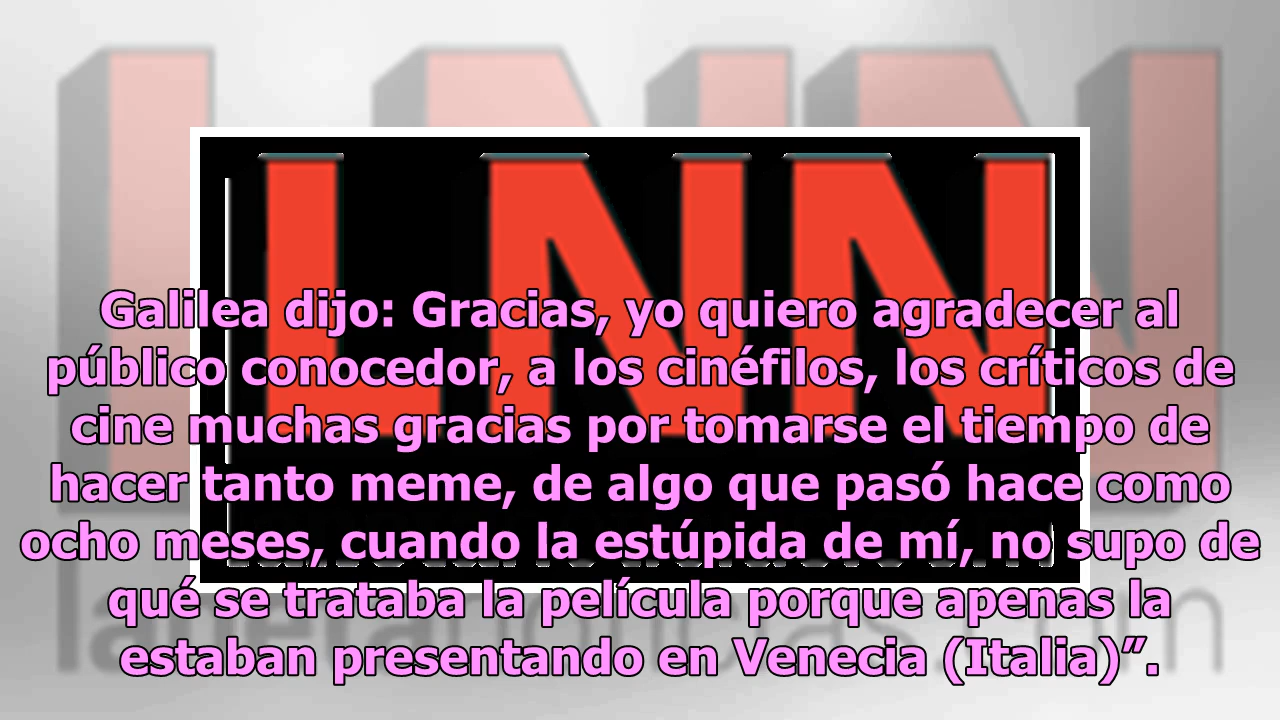 LNN
Galilea dijo: Gracias, yo quiero agradecer al
público conocedor, a los cinéfilos, los críticos de
cine muchas gracias por tomarse el tiempo de
hacer tanto meme, de algo que pasó hace como
ocho meses, cuando la estúpida de mí, no supo de
qué se trataba la película porque apenas la
estaban presentando en Venecia (Italia)”.